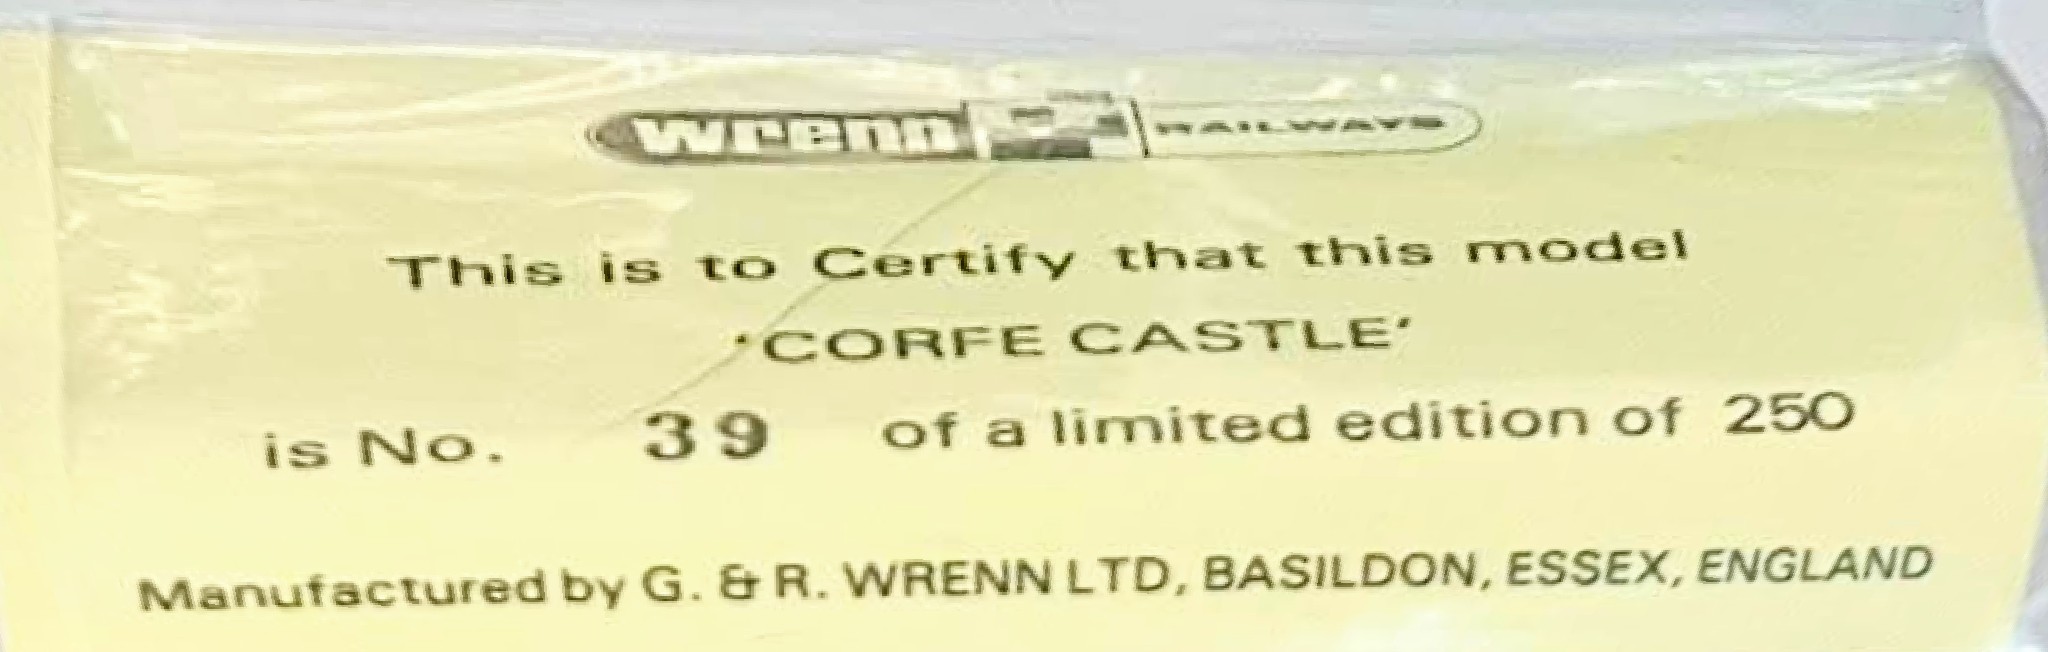 wrenn RAILWAYS
This is to Certify that this model
'CORFE CASTLE'
is No. 39 of a limited edition of 250
Manufactured by G. & R. WRENN LTD, BASILDON, ESSEX, ENGLAND